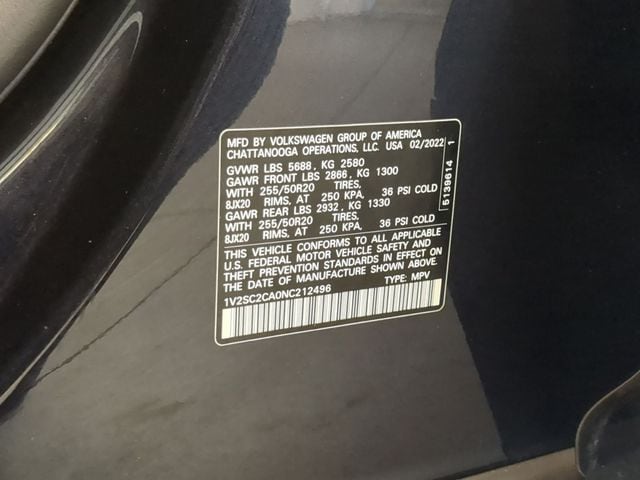 MFD BY VOLKSWAGEN GROUP OF AMERICA
CHATTANOOGA OPERATIONS, LLC. USA 02/2022
GVWR LBS 5688, KG 2580
GAWR FRONT LBS 2866, KG 1300
WITH 255/50R20 TIRES,
8JX20 RIMS, AT 250 KPA, 36 PSI COLD
GAWR REAR LBS 2932, KG 1330
WITH 255/50R20 TIRES,
8JX20 RIMS, AT 250 KPA, 36 PSI COLD
THIS VEHICLE CONFORMS TO ALL APPLICABLE
U.S. FEDERAL MOTOR VEHICLE SAFETY AND
THEFT PREVENTION STANDARDS IN EFFECT ON
THE DATE OF MANUFACTURE SHOWN ABOVE.
1V2SC2CA0NC212496 TYPE: MPV
5139614 1